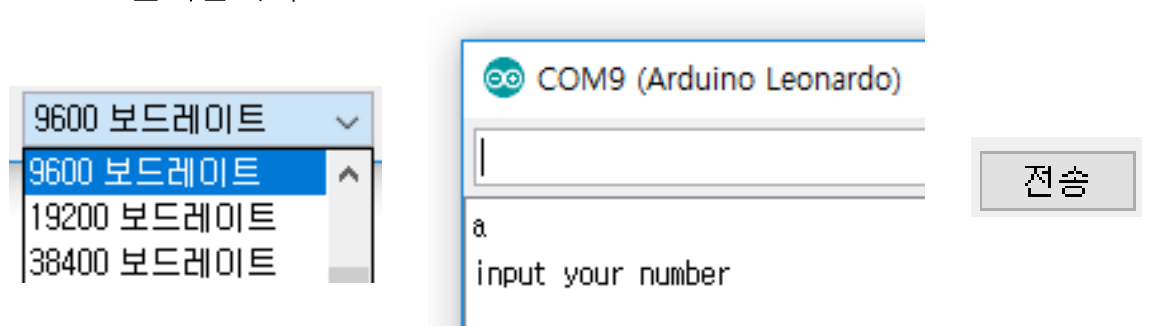 9600 보드레이트
9600 보드레이트
19200 보드레이트
38400 보드레이트
COM9 (Arduino Leonardo)
a
input your number
전송